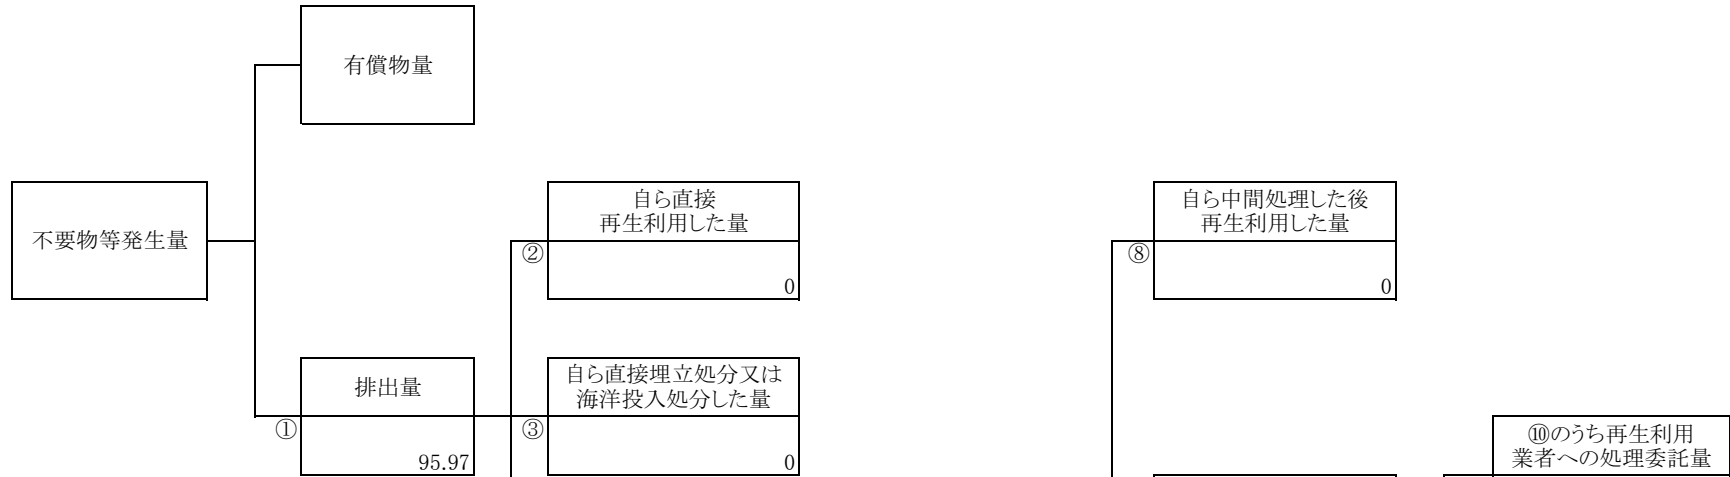 有償物量
不要物等発生量
自ら直接
再生利用した量
②
0
自ら中間処理した後
再生利用した量
⑧
0
排出量
①
95.97
自ら直接埋立処分又は
海洋投入処分した量
③
0
⑩のうち再生利用
業者への処理委託量